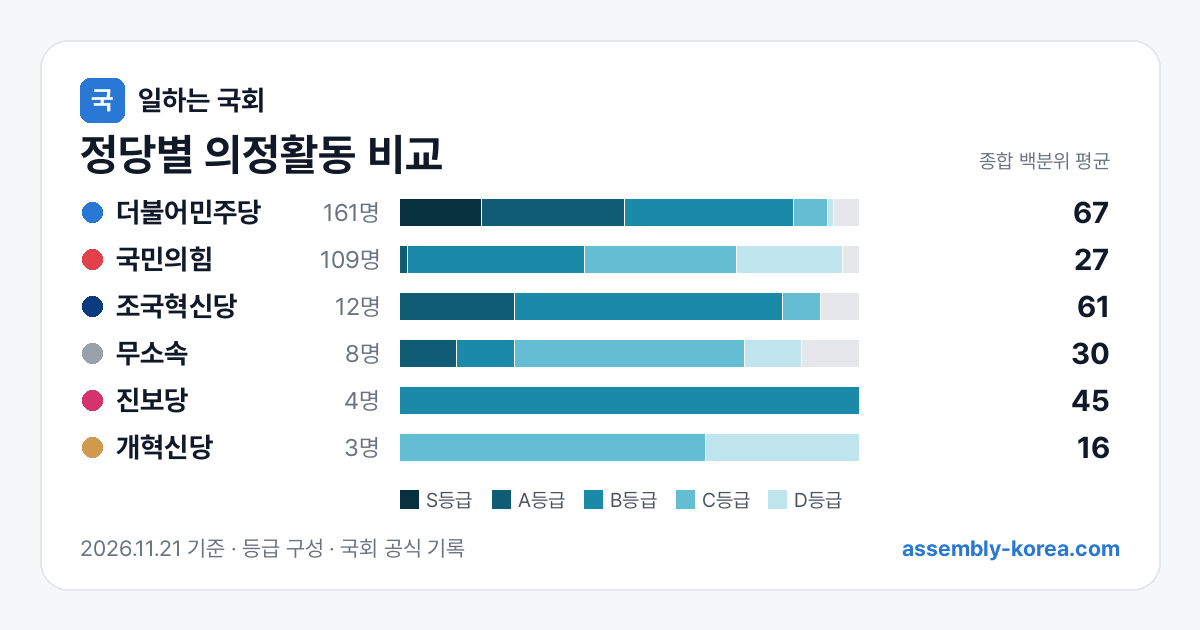 국 일하는 국회
정당별 의정활동 비교
종합 백분위 평균
더불어민주당 161명 67
국민의힘 109명 27
조국혁신당 12명 61
무소속 8명 30
진보당 4명 45
개혁신당 3명 16
S등급 A등급 B등급 C등급 D등급
2026.11.21 기준 · 등급 구성 · 국회 공식 기록
assembly-korea.com